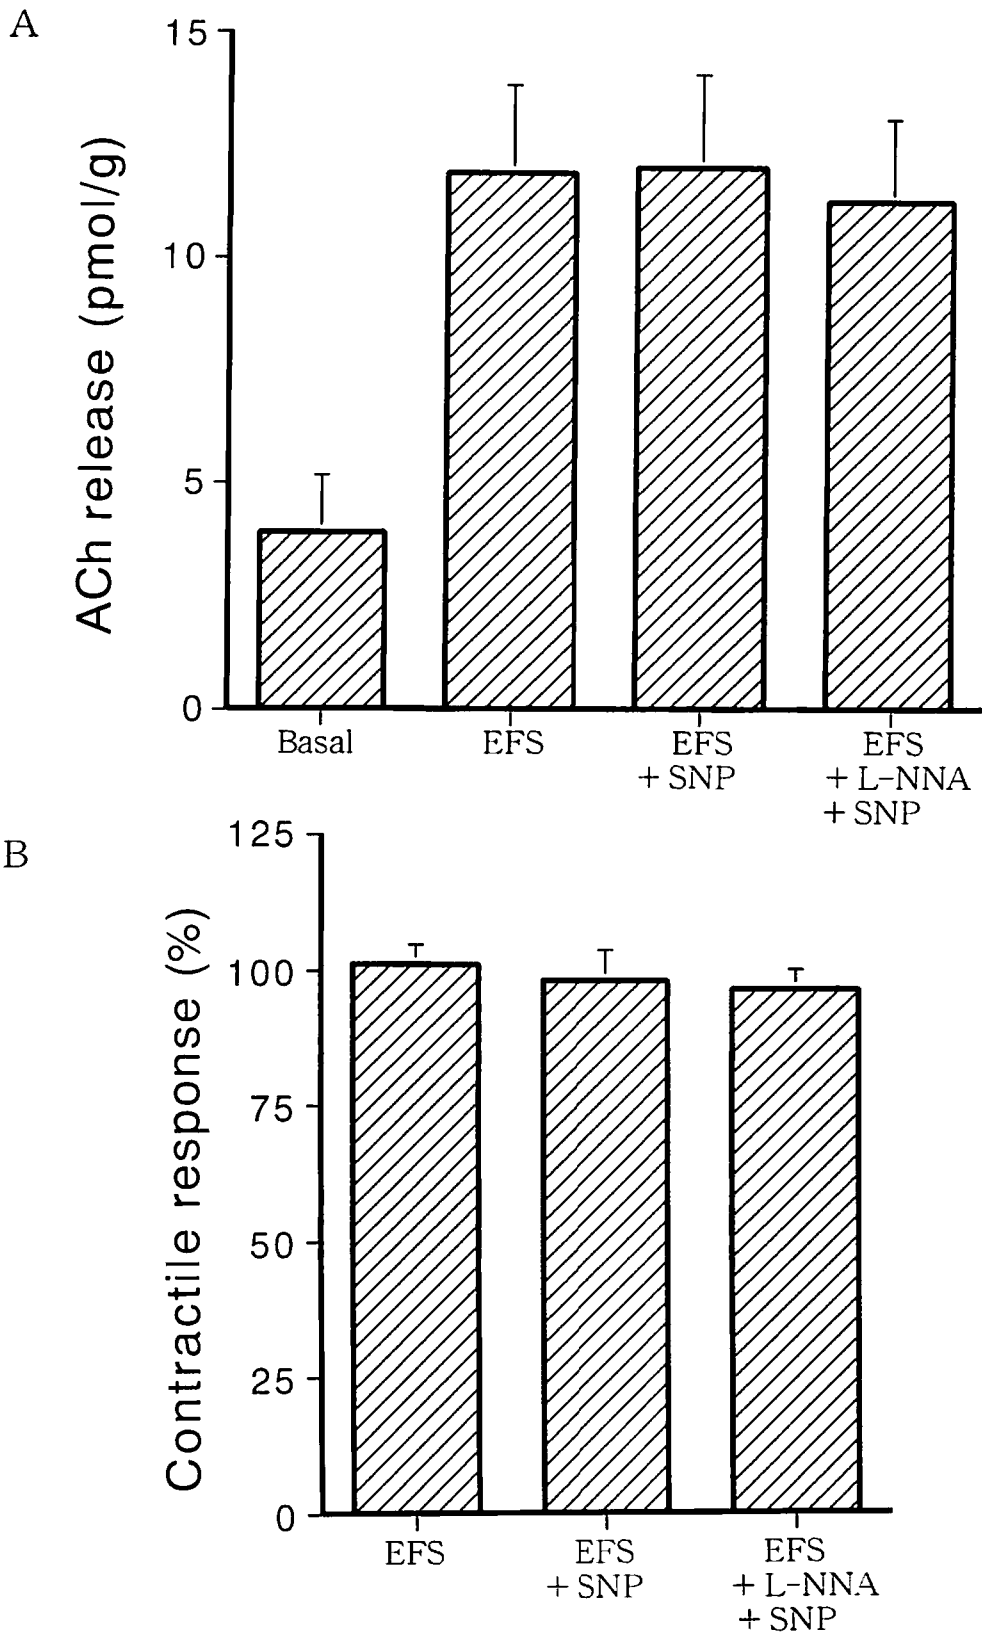 A
ACh release (pmol/g)
15
10
5
0
Basal
EFS
EFS
+ SNP
EFS
+ L-NNA
+ SNP
B
Contractile response (%)
125
100
75
50
25
0
EFS
EFS
+ SNP
EFS
+ L-NNA
+ SNP